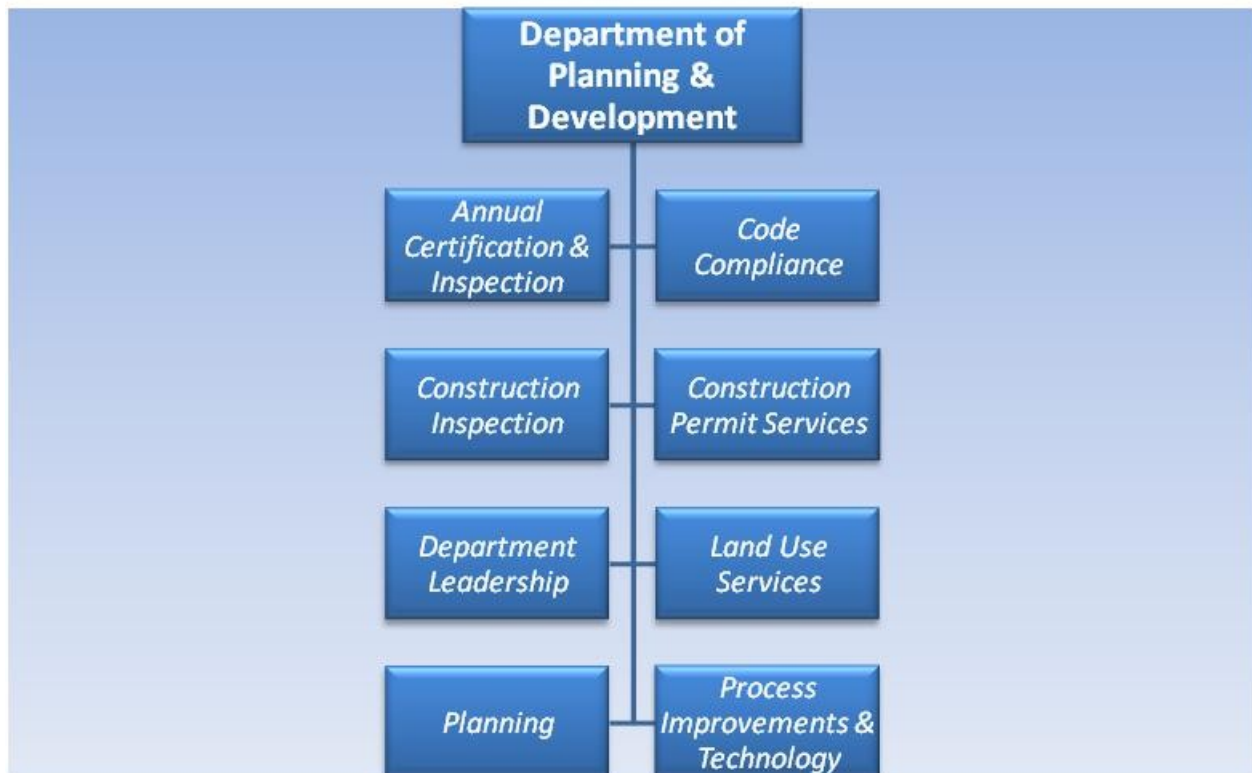 Department of
Planning &
Development
Annual
Certification &
Inspection
Code
Compliance
Construction
Inspection
Construction
Permit Services
Department
Leadership
Land Use
Services
Planning
Process
Improvements &
Technology